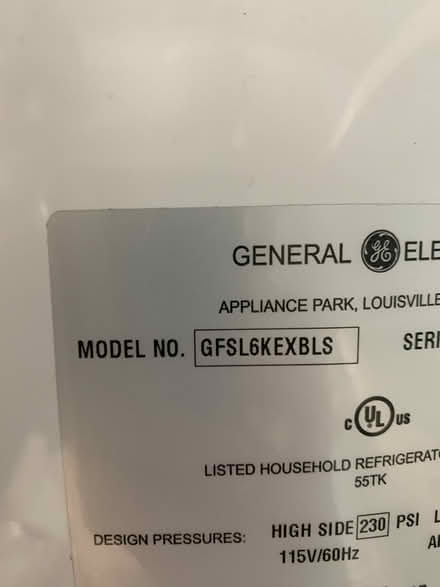 GENERAL GE ELE
APPLIANCE PARK, LOUISVILLE
MODEL NO. GFSL6KEXBLS SERI
C UL US
LISTED HOUSEHOLD REFRIGERATO
55TK
DESIGN PRESSURES: HIGH SIDE 230 PSI L
115V/60Hz